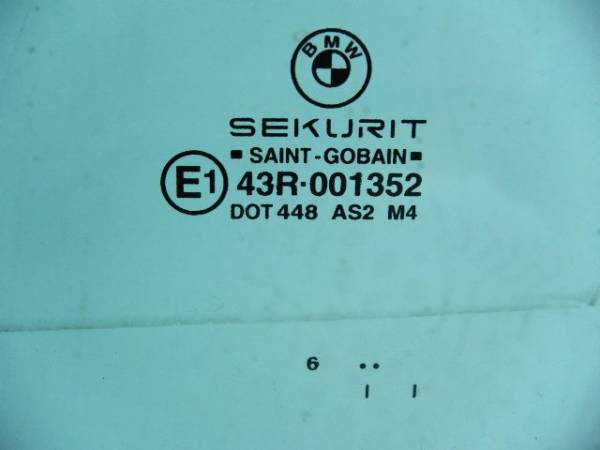 BMW
SEKURIT
▪ SAINT-GOBAIN ▪
E1 43R·001352
DOT 448 AS2 M4
6 ..
| |